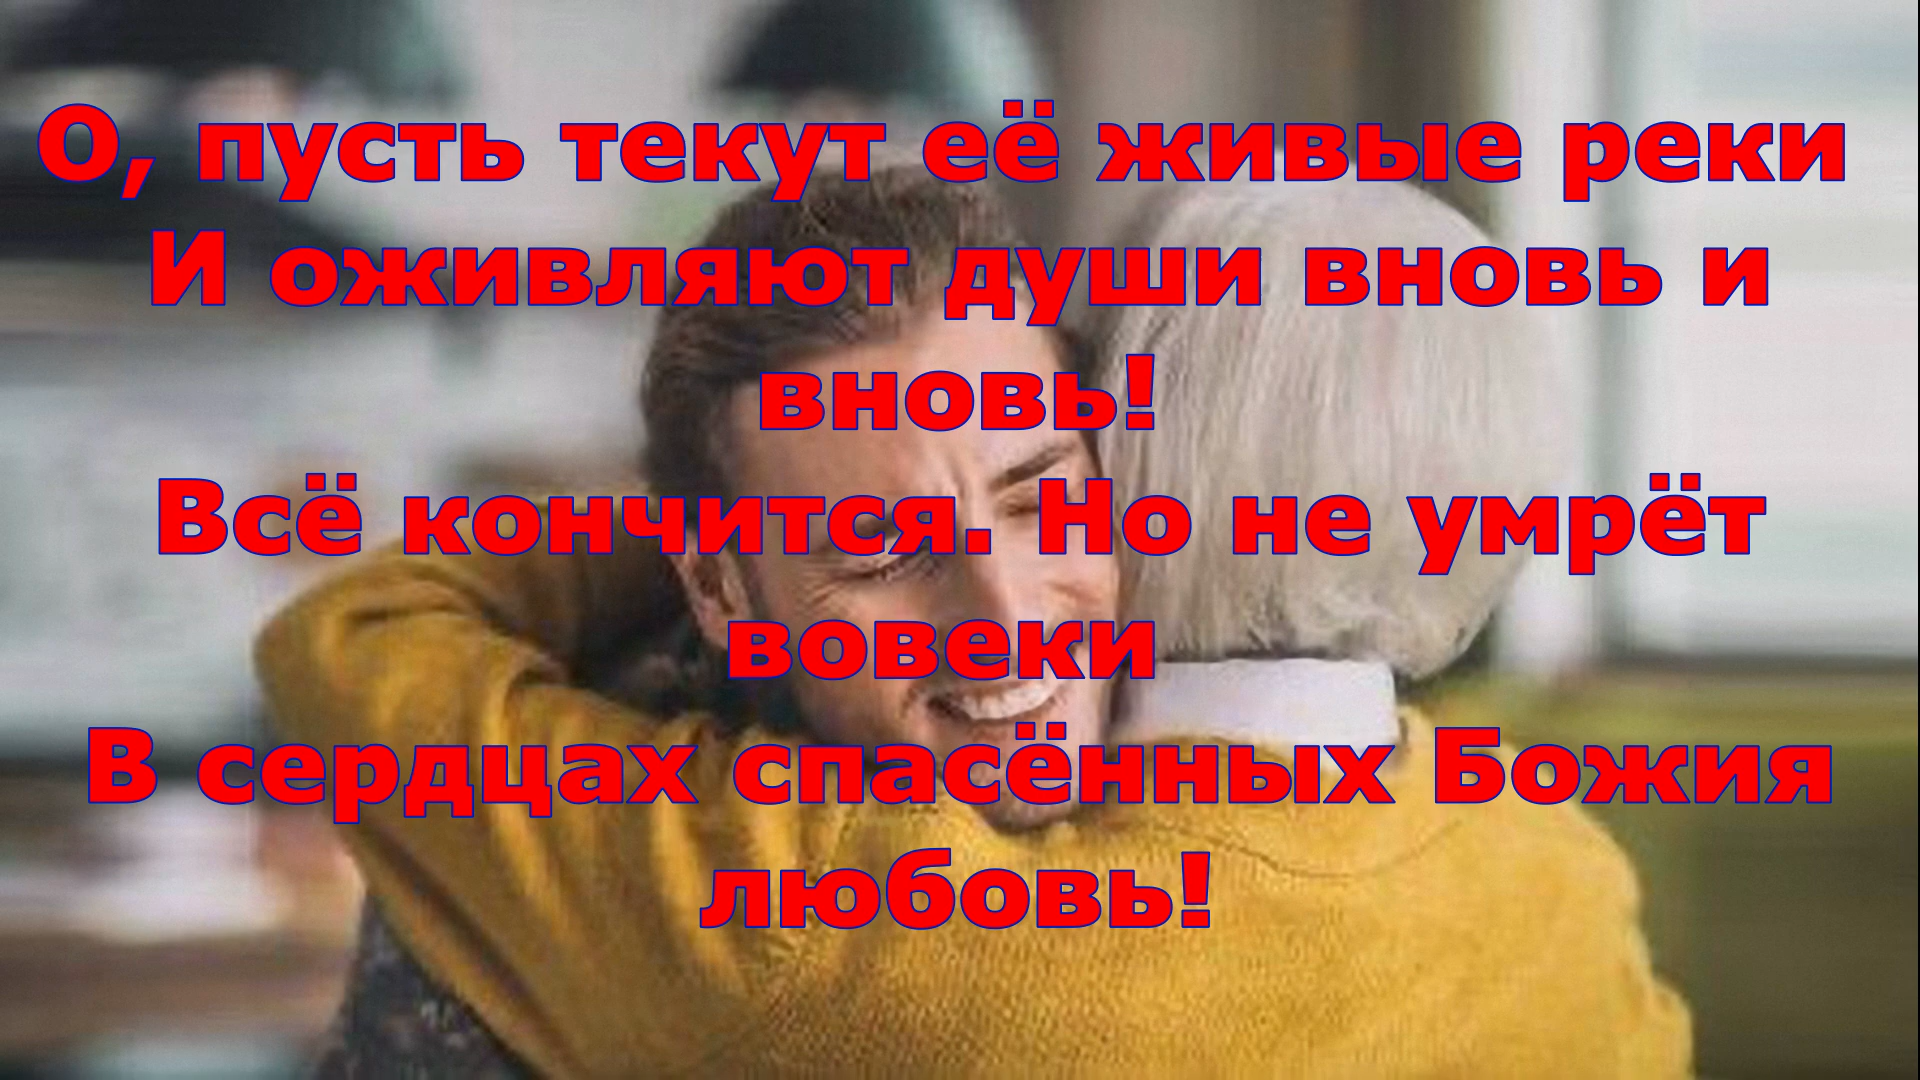 О, пусть текут её живые реки
И оживляют души вновь и
вновь!
Всё кончится. Но не умрёт
вовеки
В сердцах спасённых Божия
любовь!